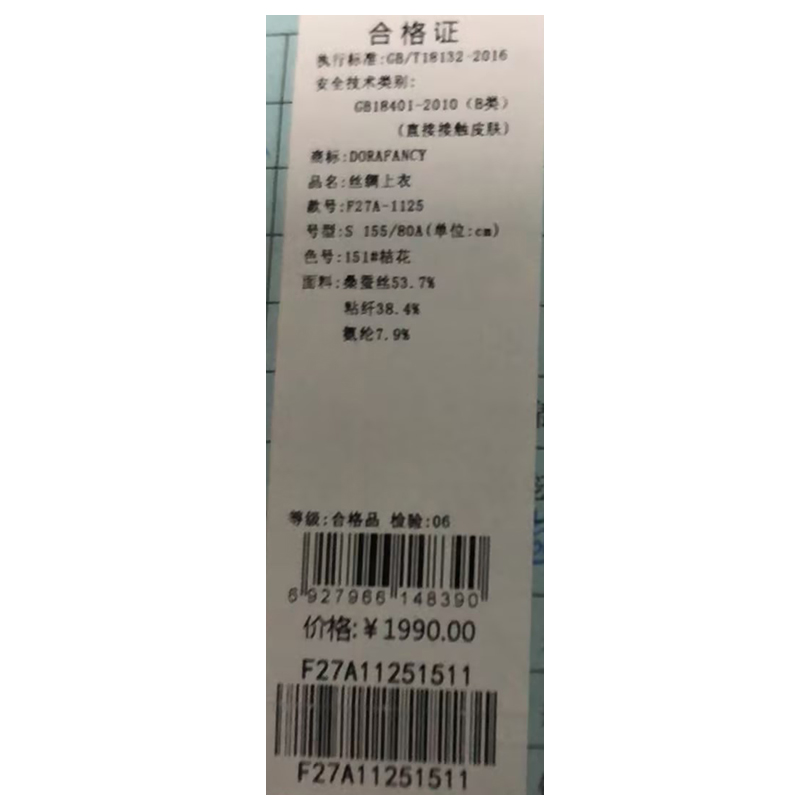 合格证
执行标准:GB/T18132-2016
安全技术类别:
GB18401-2010（B类）
（直接接触皮肤）
商标:DORAFANCY
品名:丝绸上衣
款号:F27A-1125
号型:S 155/80A(单位:cm)
色号:151#桔花
面料:桑蚕丝53.7%
粘纤38.4%
氨纶7.9%
等级:合格品 检验:06
6 927966 148390
价格:￥1990.00
F27A11251511
F27A11251511